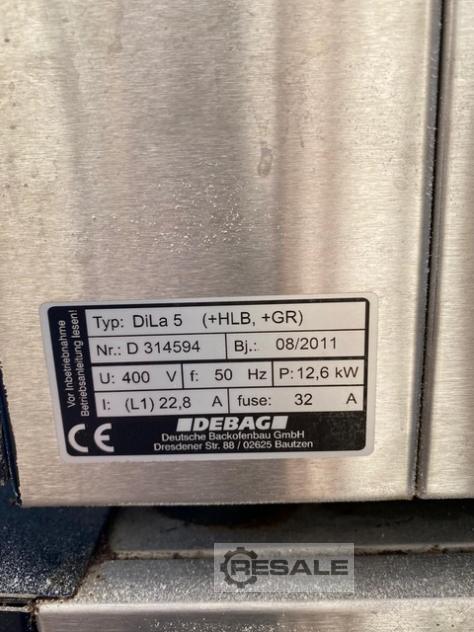 Vor Inbetriebnahme
Betriebsanleitung lesen!
Typ: DiLa 5 (+HLB, +GR)
Nr.: D 314594 Bj.: 08/2011
U: 400 V f: 50 Hz P: 12,6 kW
I: (L1) 22,8 A fuse: 32 A
CE DEBAG
Deutsche Backofenbau GmbH
Dresdener Str. 88 / 02625 Bautzen
RESALE